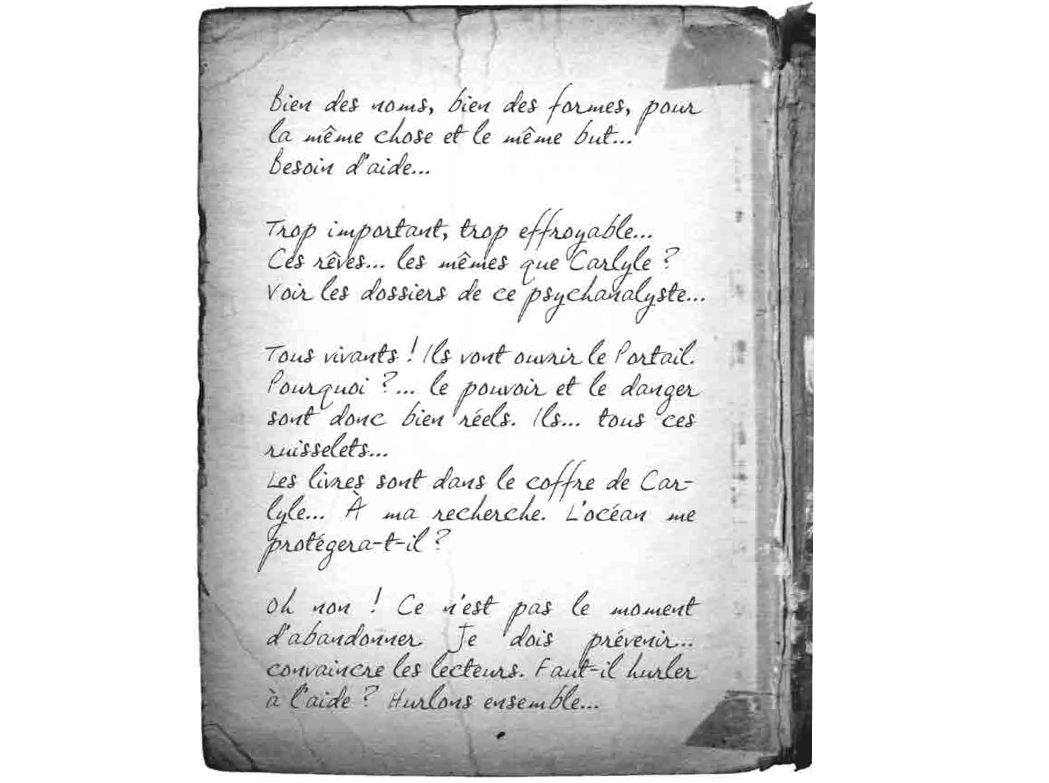 Bien des noms, bien des formes, pour
la même chose et le même but...
Besoin d'aide...
Trop important, trop effroyable...
Ces rêves... les mêmes que Carlyle ?
Voir les dossiers de ce psychanalyste...
Tous vivants ! Ils vont ouvrir le Portail.
Pourquoi ?... le pouvoir et le danger
sont donc bien réels. Ils... tous ces
ruisselets...
Les livres sont dans le coffre de Car-
lyle... À ma recherche. L'océan me
protégera-t-il ?
Oh non ! Ce n'est pas le moment
d'abandonner. Je dois prévenir...
convaincre les lecteurs. Faut-il hurler
à l'aide ? Hurlons ensemble...